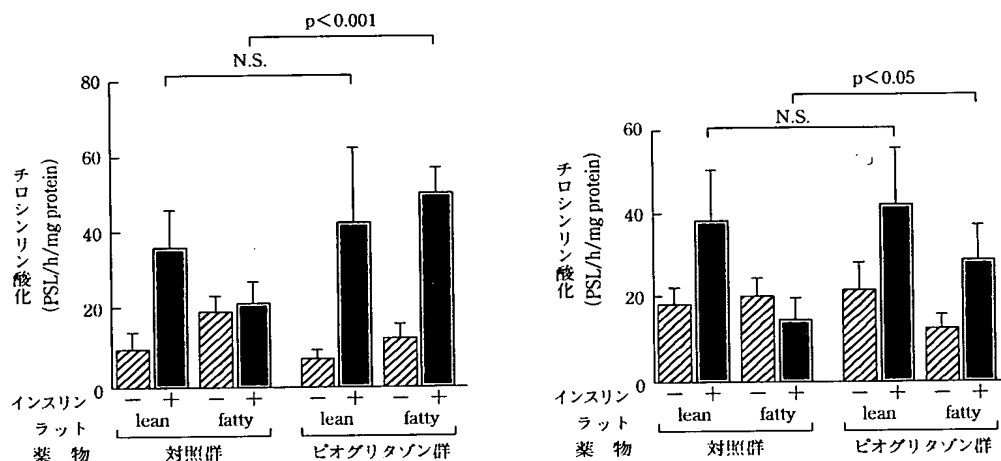 p<0.001
N.S.
80
60
40
20
0
チロシンリン酸化
(PSL/h/mg protein)
インスリン － ＋ － ＋ － ＋ － ＋
ラット lean fatty lean fatty
薬物 対照群 ピオグリタゾン群
p<0.05
N.S.
60
40
20
0
チロシンリン酸化
(PSL/h/mg protein)
インスリン － ＋ － ＋ － ＋ － ＋
ラット lean fatty lean fatty
薬物 対照群 ピオグリタゾン群